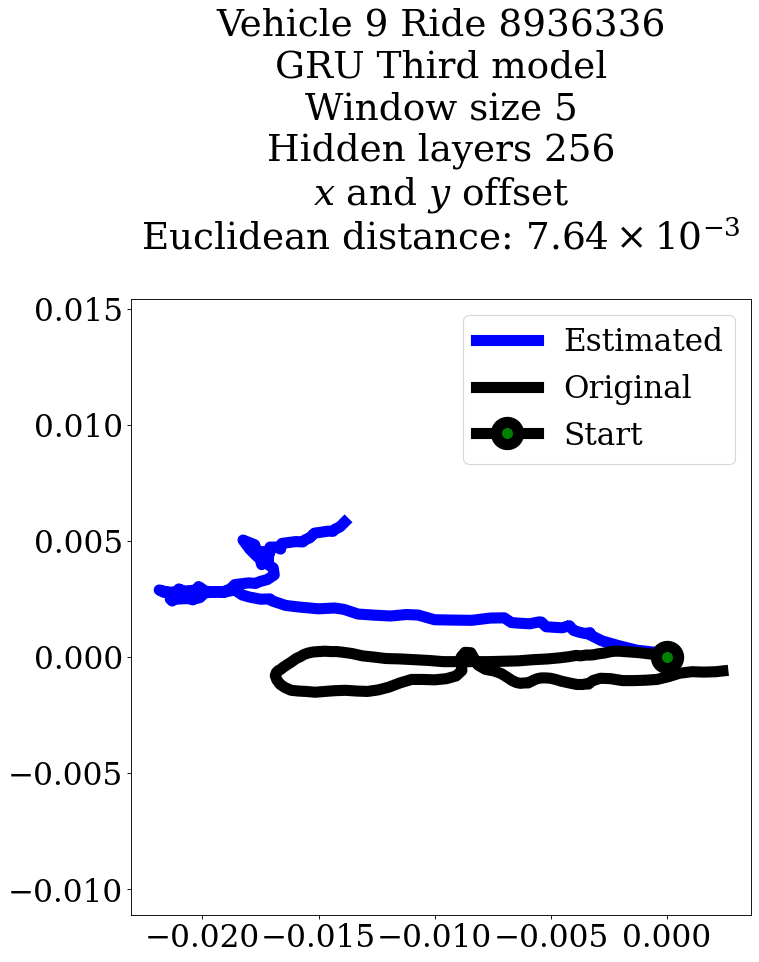 Vehicle 9 Ride 8936336
GRU Third model
Window size 5
Hidden layers 256
x and y offset
Euclidean distance: 7.64 × 10⁻³
0.015
Estimated
Original
Start
0.010
0.005
0.000
−0.005
−0.010
−0.020 −0.015 −0.010 −0.005 0.000